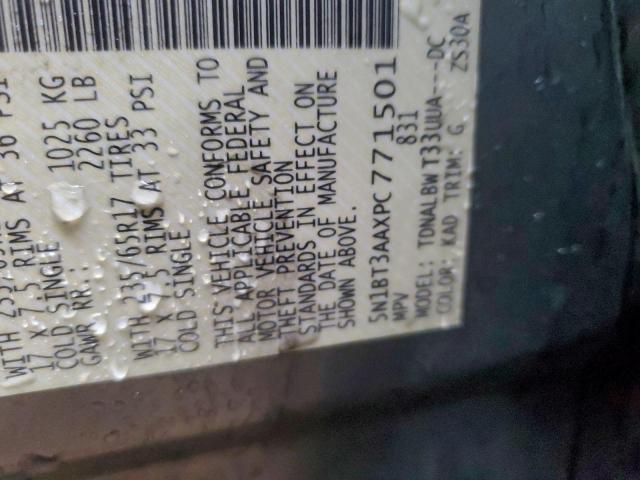 WITH
17 X 7.5 RIMS AT 36 PSI
COLD SINGLE 1025 KG
GAWR RR: 2260 LB
WITH 235/65R17 TIRES
17 X 7.5 RIMS AT 33 PSI
COLD SINGLE
THIS VEHICLE CONFORMS TO
ALL APPLICABLE FEDERAL
MOTOR VEHICLE SAFETY AND
THEFT PREVENTION
STANDARDS IN EFFECT ON
THE DATE OF MANUFACTURE
SHOWN ABOVE.
5N1BT3AAXPC771501
MPV 831
MODEL: TDNALBW T33UUA---DC
COLOR: KAD TRIM: G ZS30A